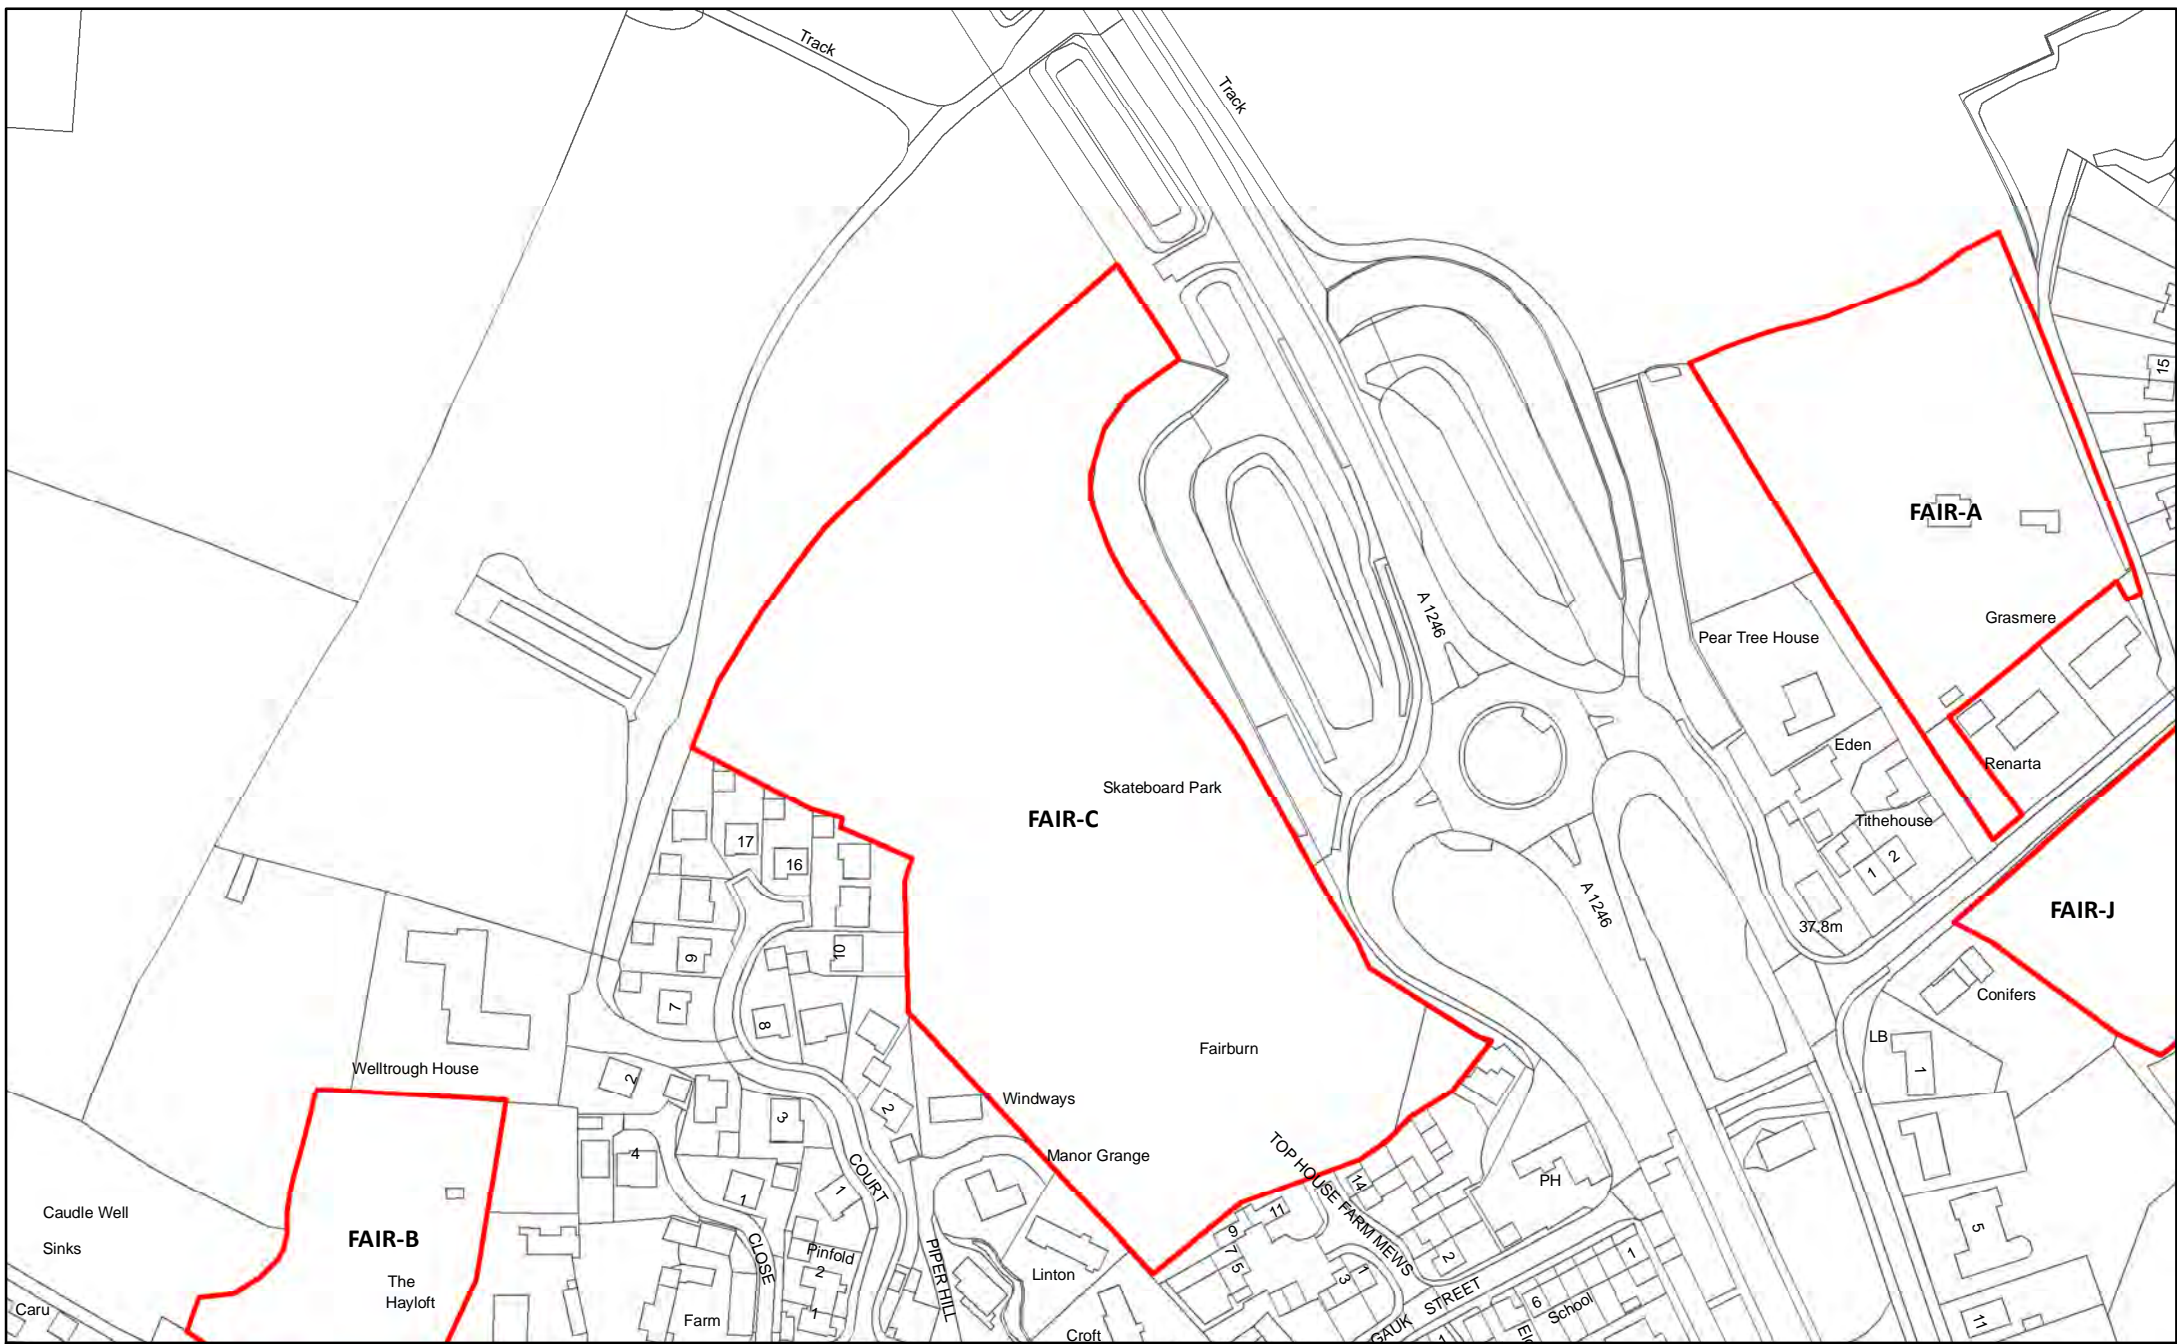 Track
Track
15
FAIR-A
A 1246
Grasmere
Pear Tree House
Eden
Renarta
Skateboard Park
FAIR-C
Tithehouse
17
16
2
1
A 1246
FAIR-J
37.8m
10
9
7
8
Conifers
LB
Fairburn
Welltrough House
2
Windways
1
2
3
4
Manor Grange
TOP HOUSE FARM MEWS
14
PH
COURT
1
1
Caudle Well
Sinks
FAIR-B
11
9
7
5
5
PIPER HILL
CLOSE
Pinfold
2
2
Linton
The
Hayloft
3
1
GAUK STREET
1
6
School
Caru
Farm
1
Croft
1
11